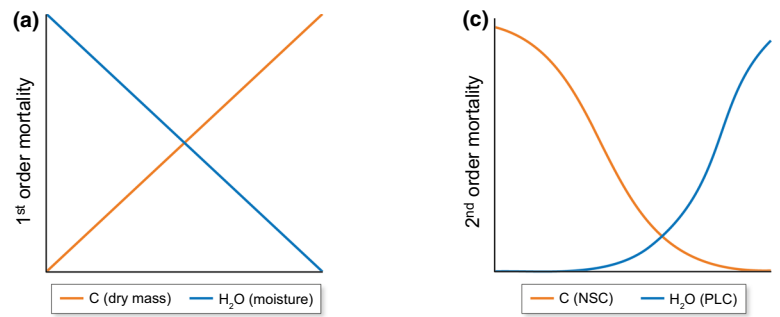 (a)
1st order mortality
C (dry mass) H2O (moisture)
(c)
2nd order mortality
C (NSC) H2O (PLC)